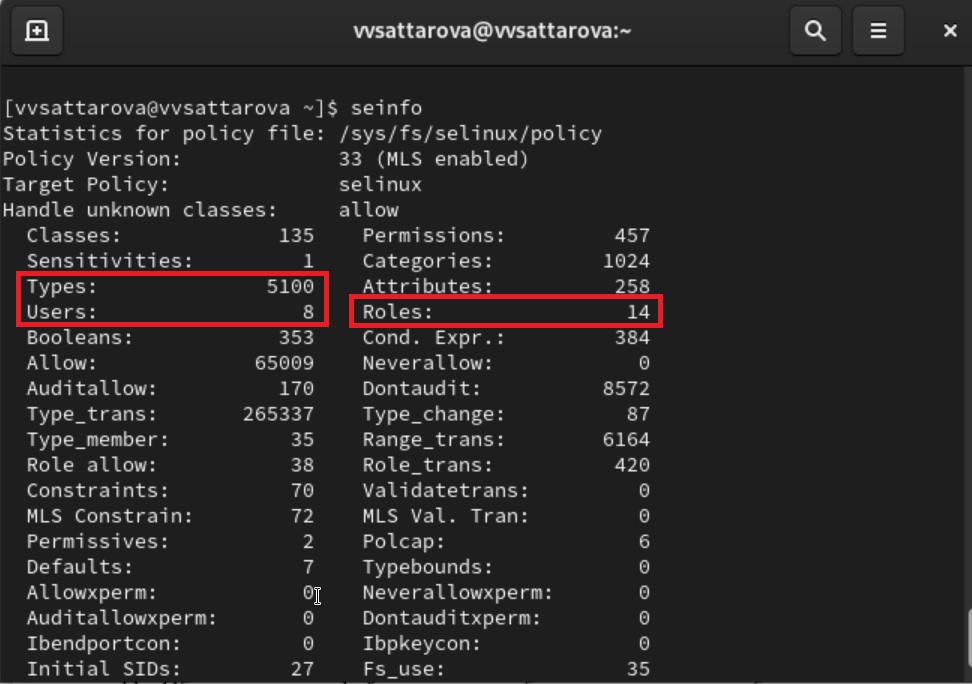 vvsattarova@vvsattarova:~
[vvsattarova@vvsattarova ~]$ seinfo
Statistics for policy file: /sys/fs/selinux/policy
Policy Version: 33 (MLS enabled)
Target Policy: selinux
Handle unknown classes: allow
Classes: 135 Permissions: 457
Sensitivities: 1 Categories: 1024
Types: 5100 Attributes: 258
Users: 8 Roles: 14
Booleans: 353 Cond. Expr.: 384
Allow: 65009 Neverallow: 0
Auditallow: 170 Dontaudit: 8572
Type_trans: 265337 Type_change: 87
Type_member: 35 Range_trans: 6164
Role allow: 38 Role_trans: 420
Constraints: 70 Validatetrans: 0
MLS Constrain: 72 MLS Val. Tran: 0
Permissives: 2 Polcap: 6
Defaults: 7 Typebounds: 0
Allowxperm: 0 Neverallowxperm: 0
Auditallowxperm: 0 Dontauditxperm: 0
Ibendportcon: 0 Ibpkeycon: 0
Initial SIDs: 27 Fs_use: 35